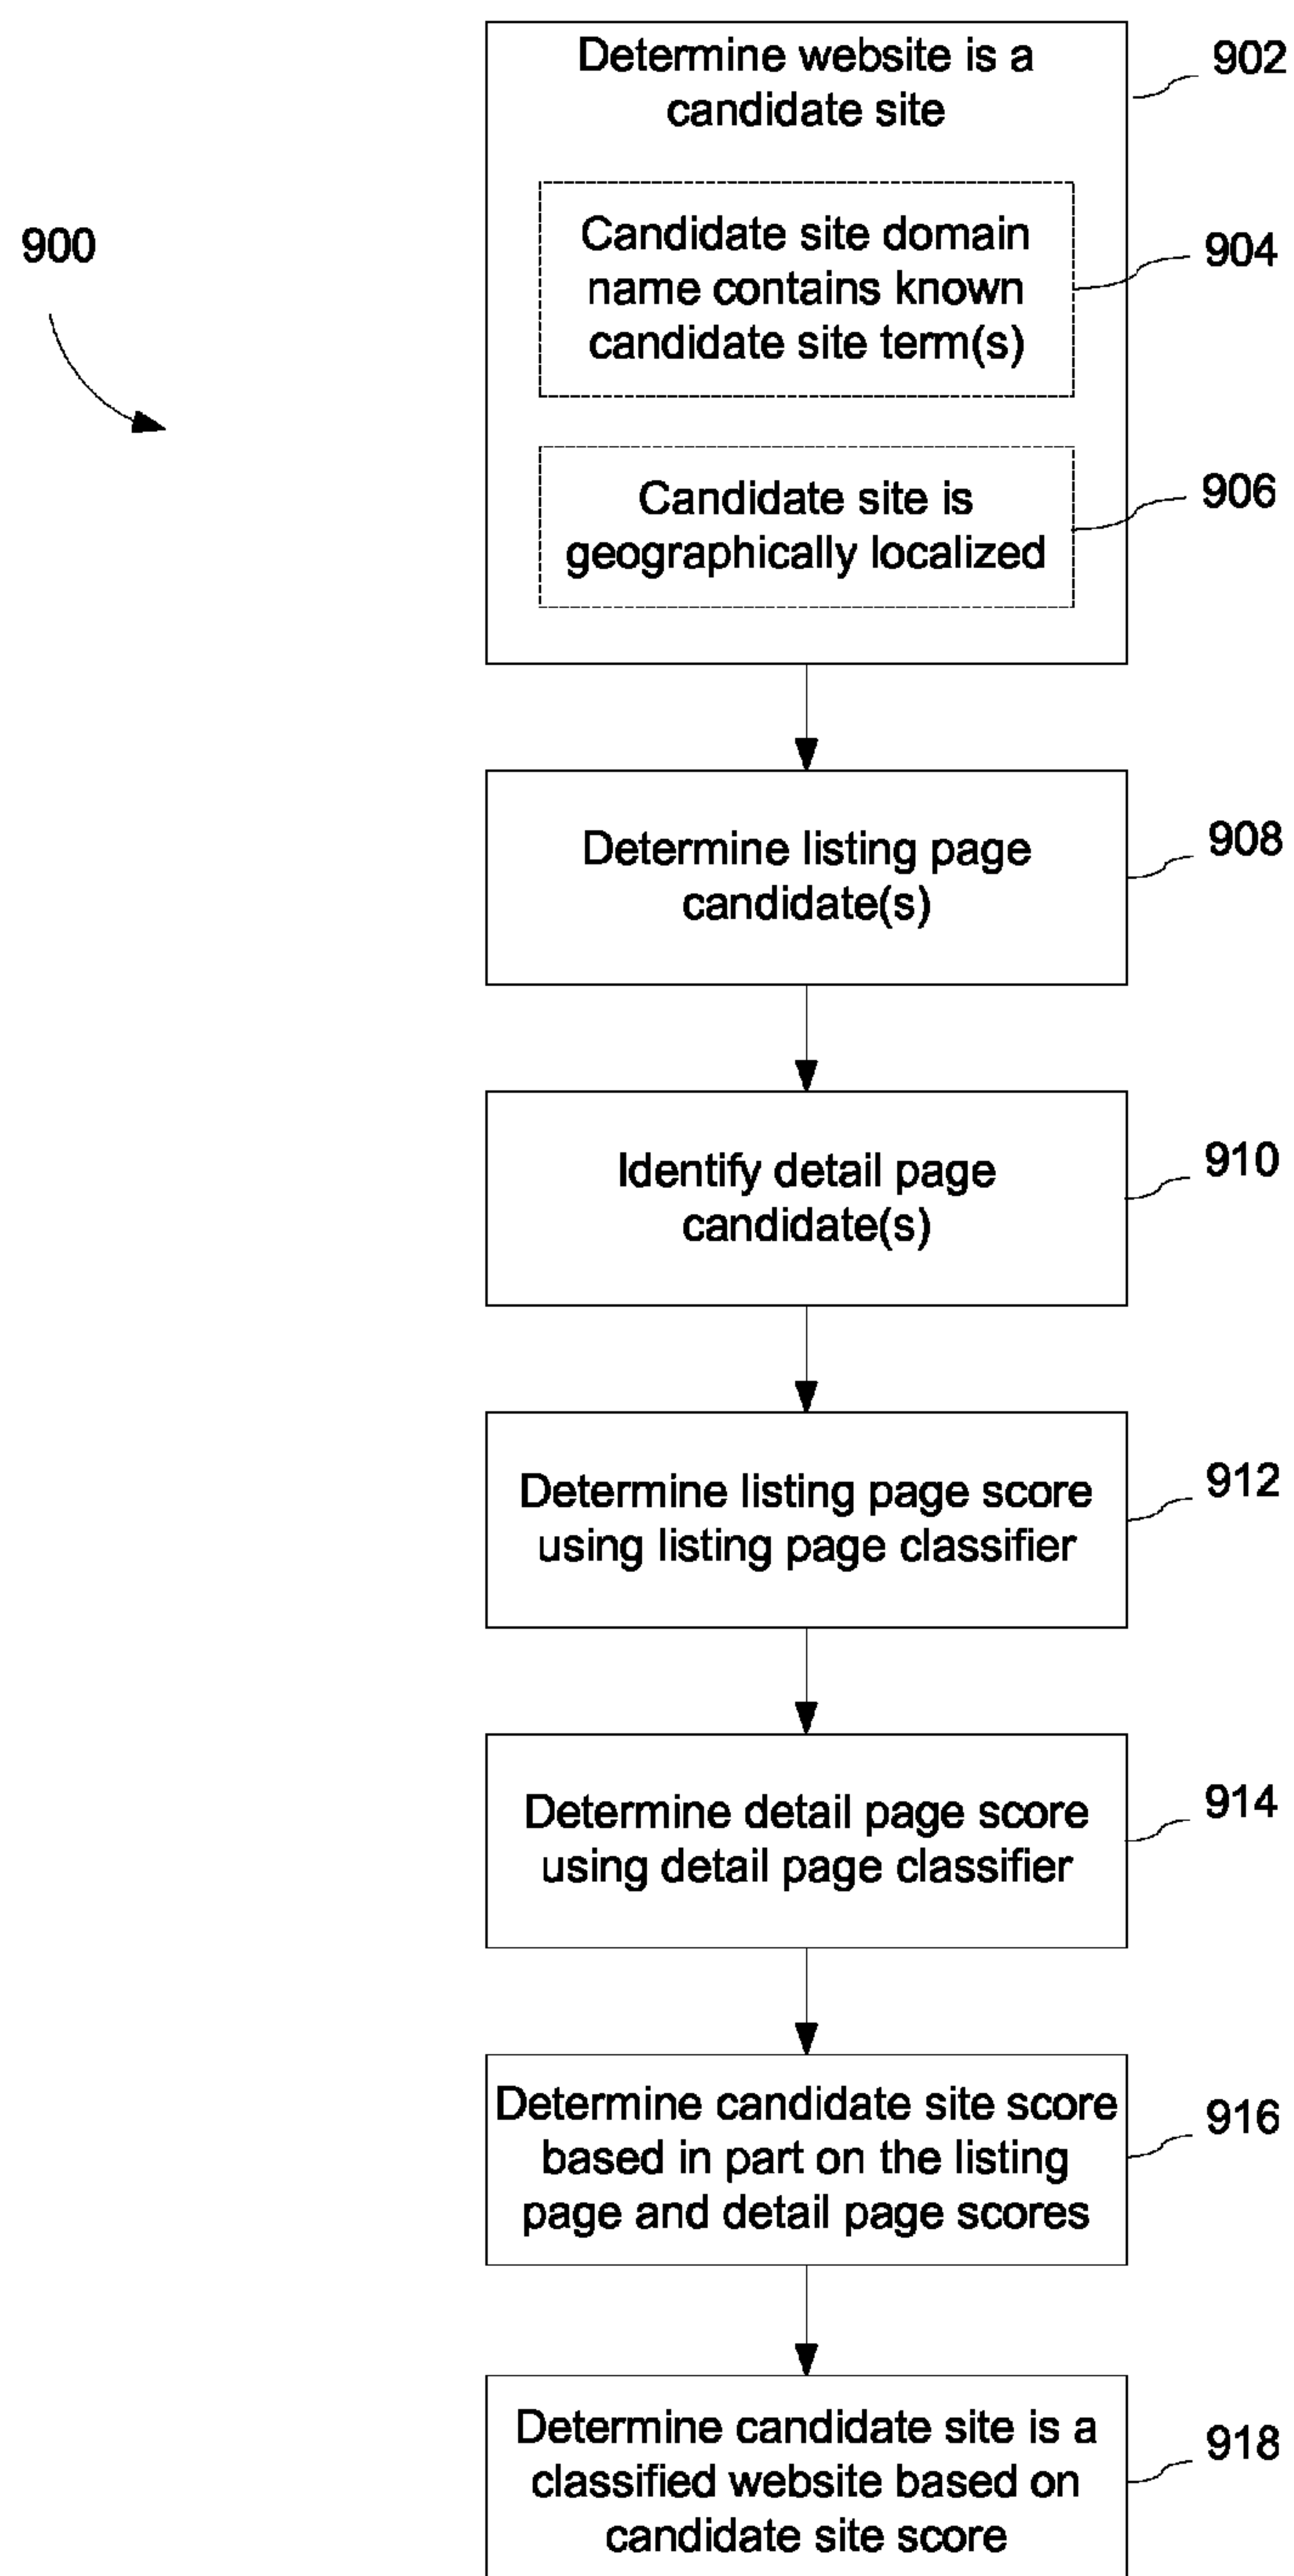 Determine website is a
candidate site
902
900
Candidate site domain
name contains known
candidate site term(s)
904
Candidate site is
geographically localized
906
Determine listing page
candidate(s)
908
Identify detail page
candidate(s)
910
Determine listing page score
using listing page classifier
912
Determine detail page score
using detail page classifier
914
Determine candidate site score
based in part on the listing
page and detail page scores
916
Determine candidate site is a
classified website based on
candidate site score
918